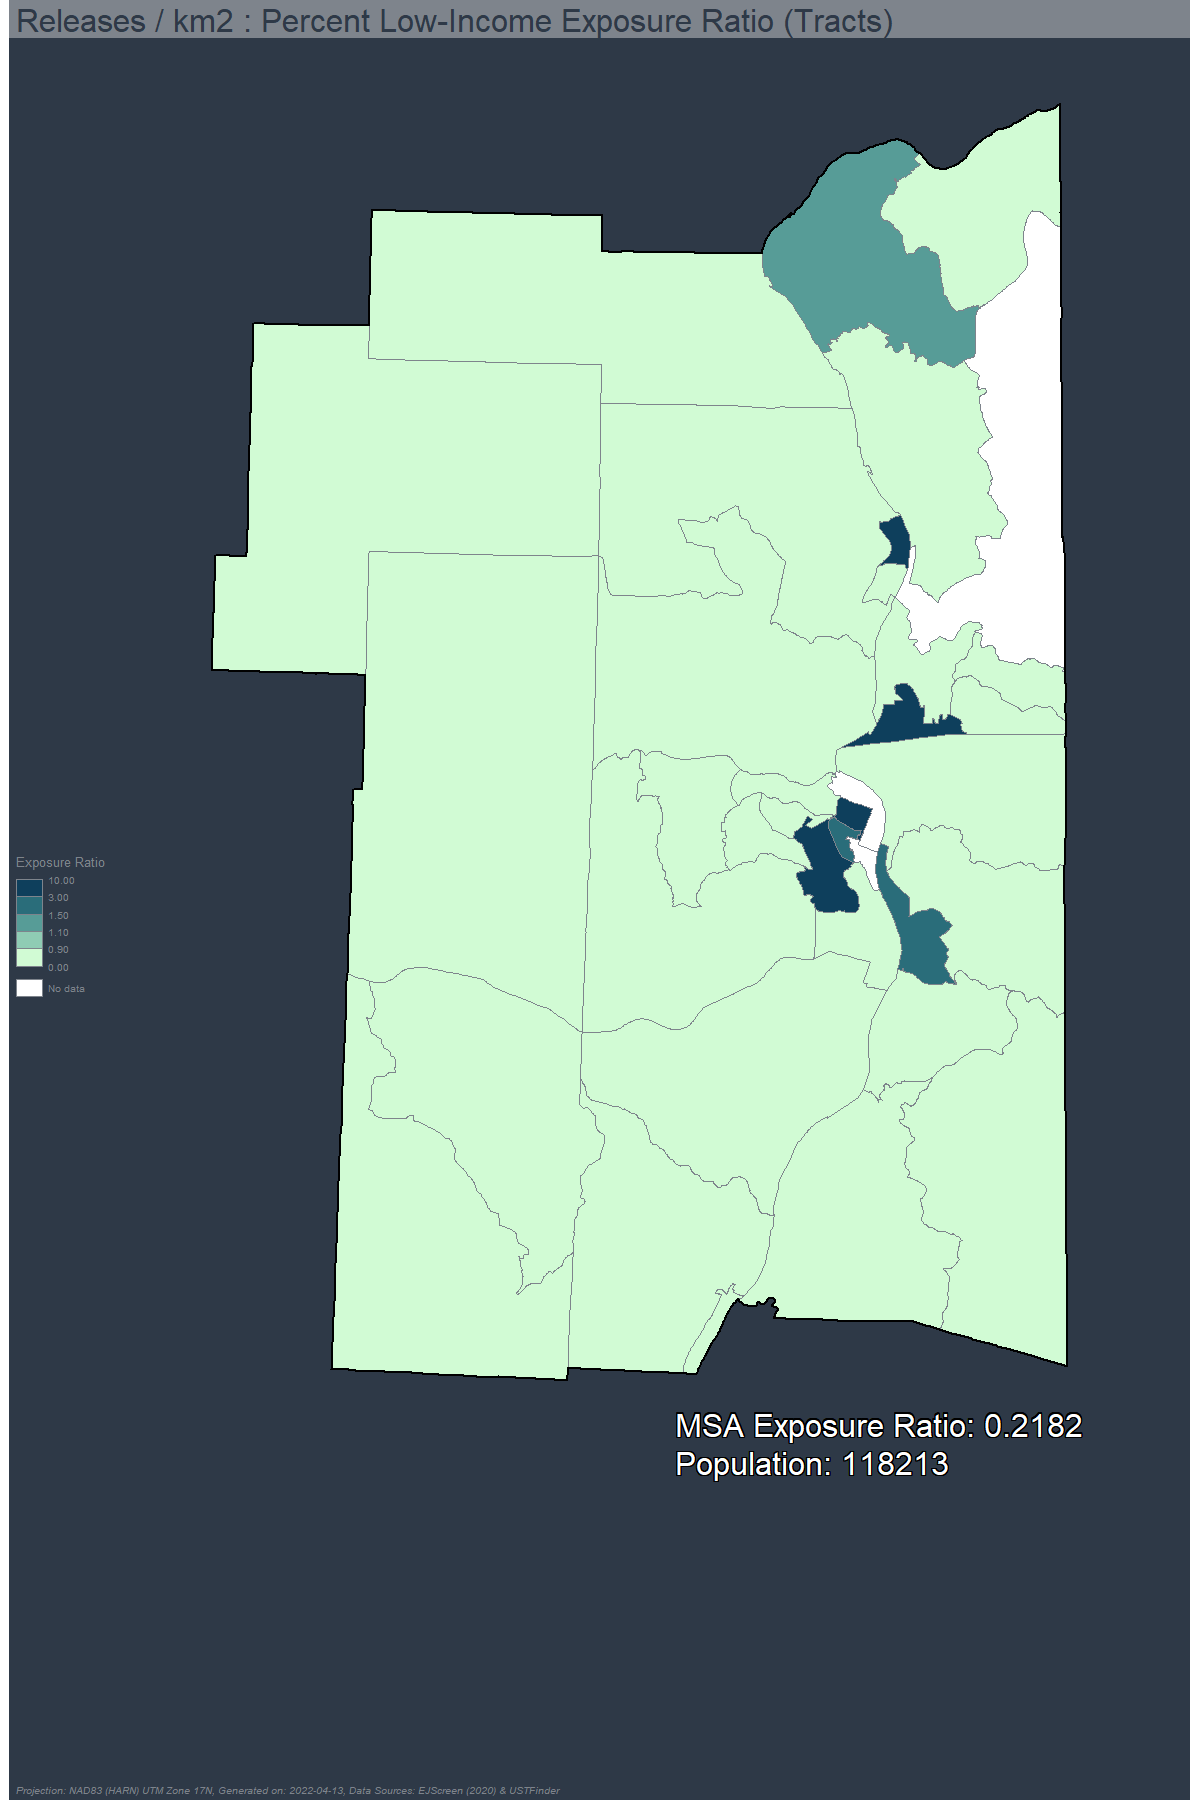 Releases / km2 : Percent Low-Income Exposure Ratio (Tracts)
Exposure Ratio
10.00
3.00
1.50
1.10
0.90
0.00
No data
MSA Exposure Ratio: 0.2182
Population: 118213
Projection: NAD83 (HARN) UTM Zone 17N, Generated on: 2022-04-13, Data Sources: EJScreen (2020) & USTFinder